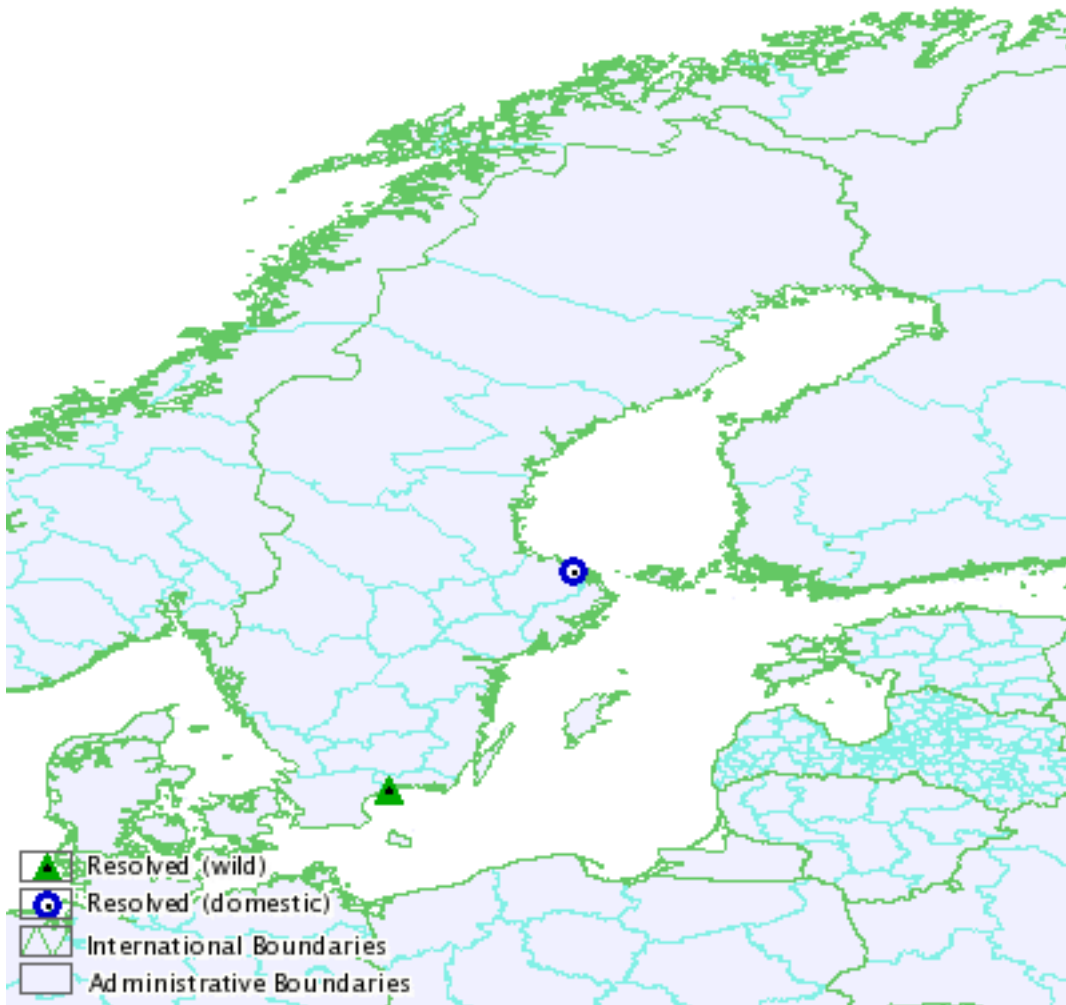 Resolved (wild)
Resolved (domestic)
International Boundaries
Administrative Boundaries